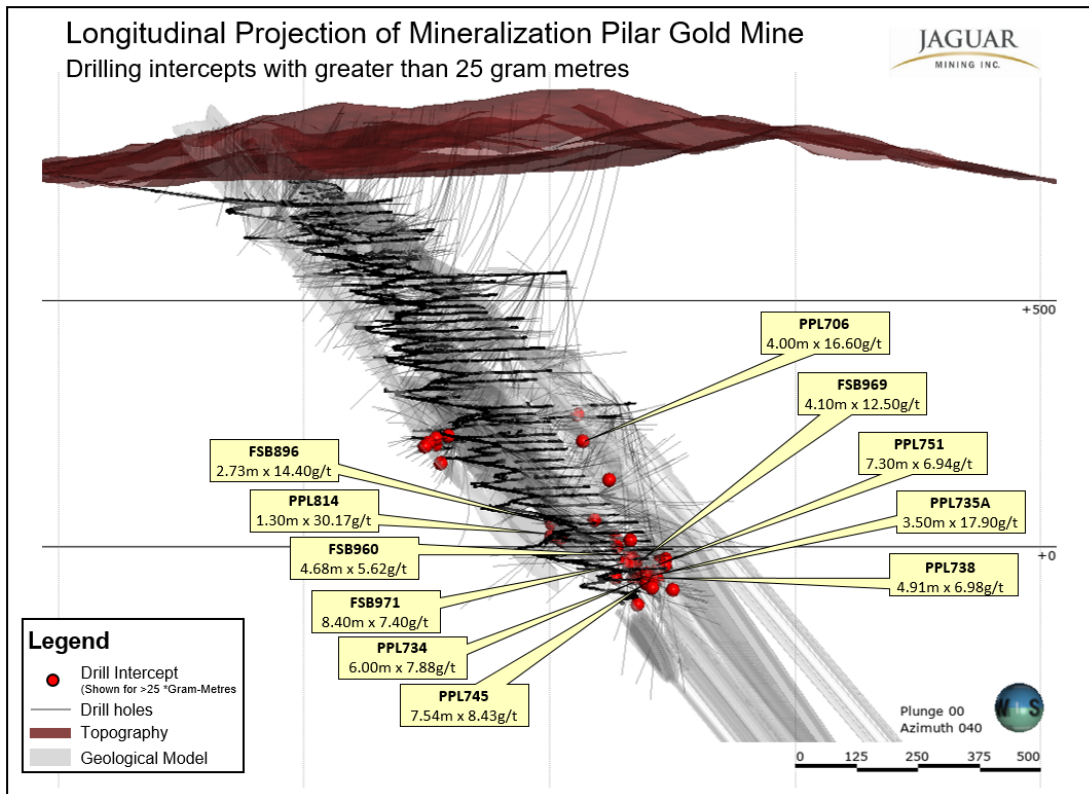 Longitudinal Projection of Mineralization Pilar Gold Mine
Drilling intercepts with greater than 25 gram metres
JAGUAR
MINING INC.
+500
PPL706
4.00m x 16.60g/t
FSB969
4.10m x 12.50g/t
FSB896
2.73m x 14.40g/t
PPL751
7.30m x 6.94g/t
PPL814
1.30m x 30.17g/t
PPL735A
3.50m x 17.90g/t
FSB960
4.68m x 5.62g/t
+0
PPL738
4.91m x 6.98g/t
FSB971
8.40m x 7.40g/t
PPL734
6.00m x 7.88g/t
PPL745
7.54m x 8.43g/t
Legend
Drill Intercept
(Shown for >25 *Gram-Metres
Drill holes
Topography
Geological Model
Plunge 00
Azimuth 040
0 125 250 375 500